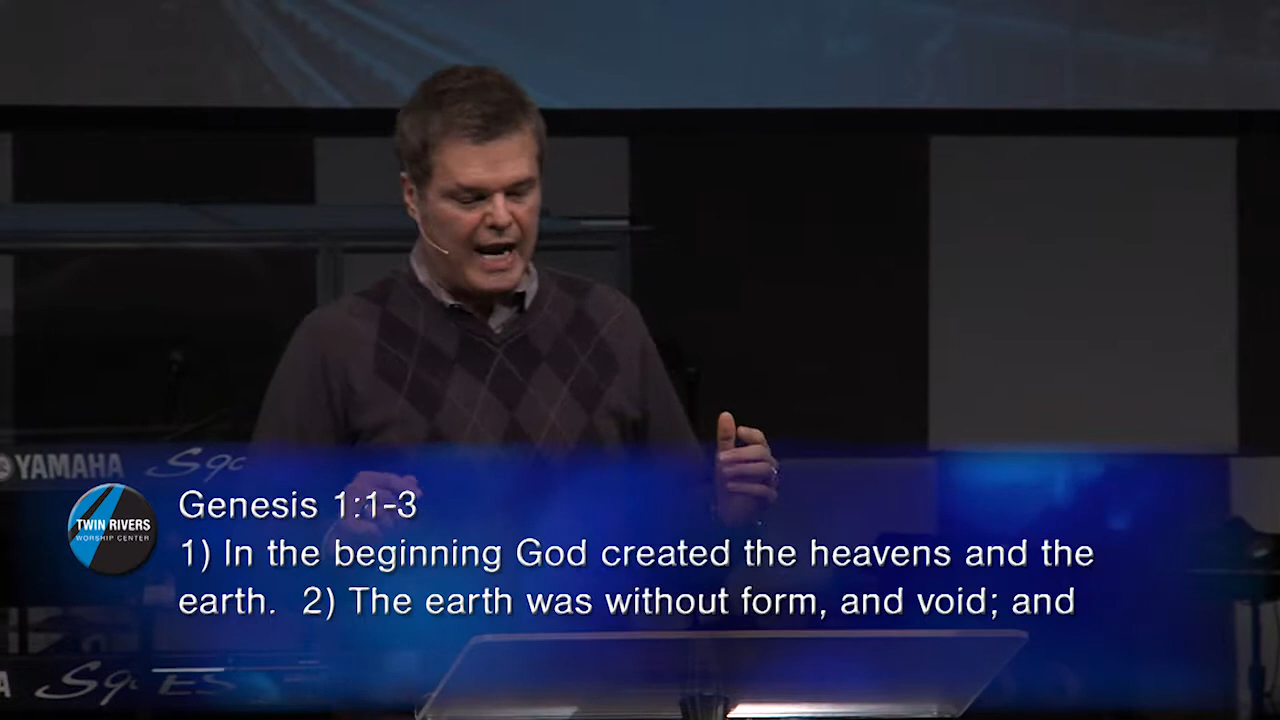 YAMAHA
Genesis 1:1-3
TWIN RIVERS
WORSHIP CENTER
1) In the beginning God created the heavens and the
earth. 2) The earth was without form, and void; and
ES